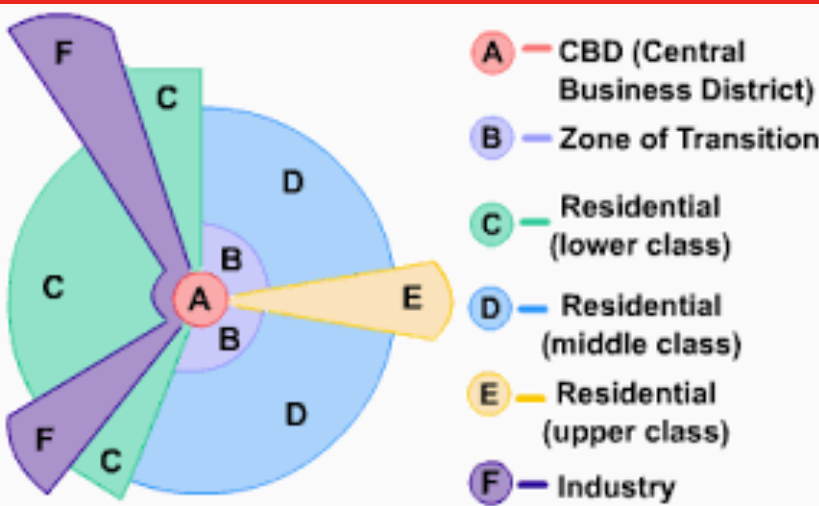 F
C
D
B
C
A
E
B
D
F
C
A CBD (Central
Business District)
B Zone of Transition
C Residential
(lower class)
D Residential
(middle class)
E Residential
(upper class)
F Industry